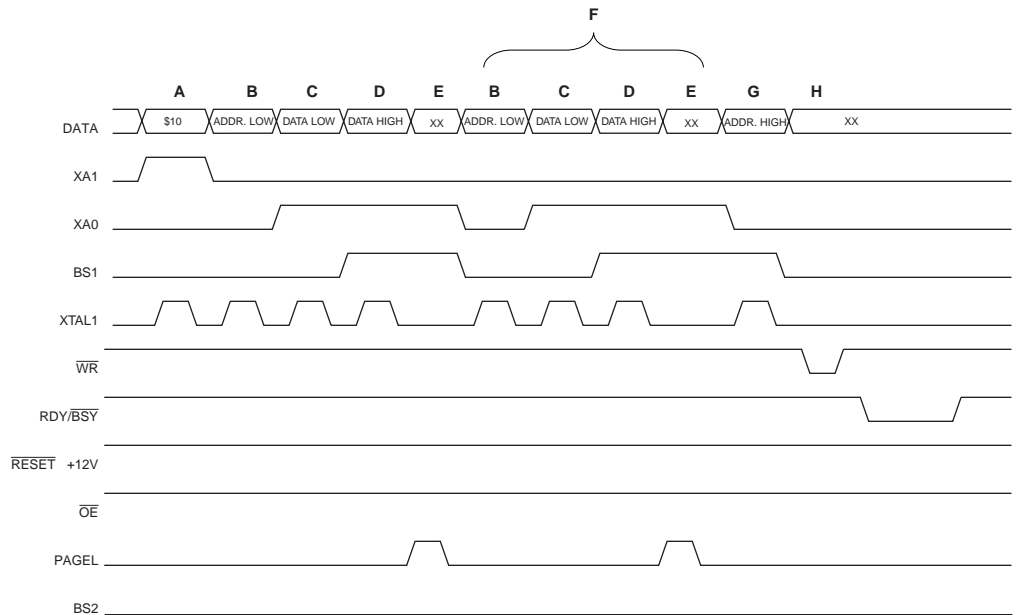 F
A B C D E B C D E G H
DATA $10 ADDR. LOW DATA LOW DATA HIGH XX ADDR. LOW DATA LOW DATA HIGH XX ADDR. HIGH XX
XA1
XA0
BS1
XTAL1
WR
RDY/BSY
RESET +12V
OE
PAGEL
BS2